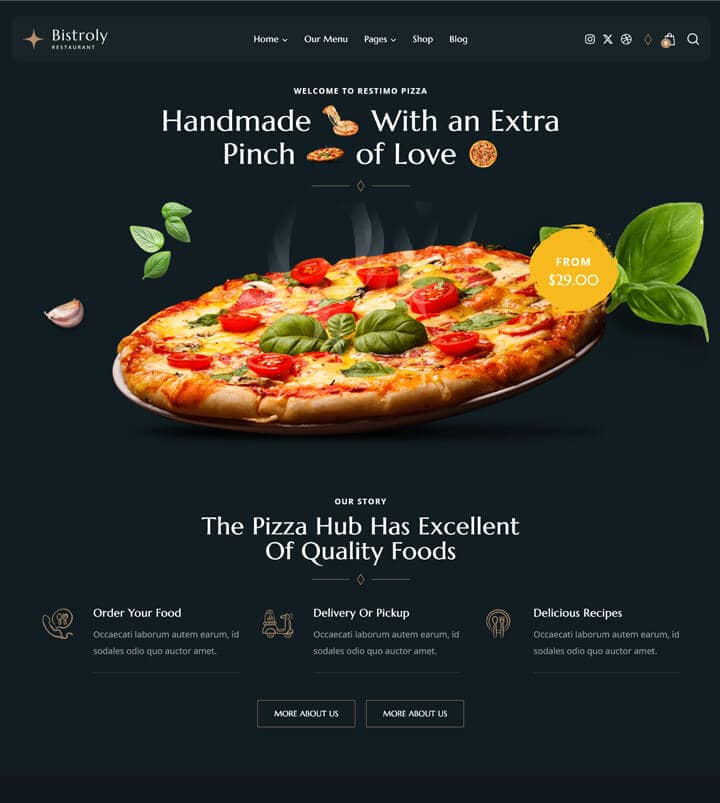 Bistroly
RESTAURANT
Home
Our Menu
Pages
Shop
Blog
0
WELCOME TO RESTIMO PIZZA
Handmade With an Extra
Pinch of Love
FROM
$29.00
OUR STORY
The Pizza Hub Has Excellent
Of Quality Foods
Order Your Food
Occaecati laborum autem earum, id
sodales odio quo auctor amet.
Delivery Or Pickup
Occaecati laborum autem earum, id
sodales odio quo auctor amet.
Delicious Recipes
Occaecati laborum autem earum, id
sodales odio quo auctor amet.
MORE ABOUT US
MORE ABOUT US